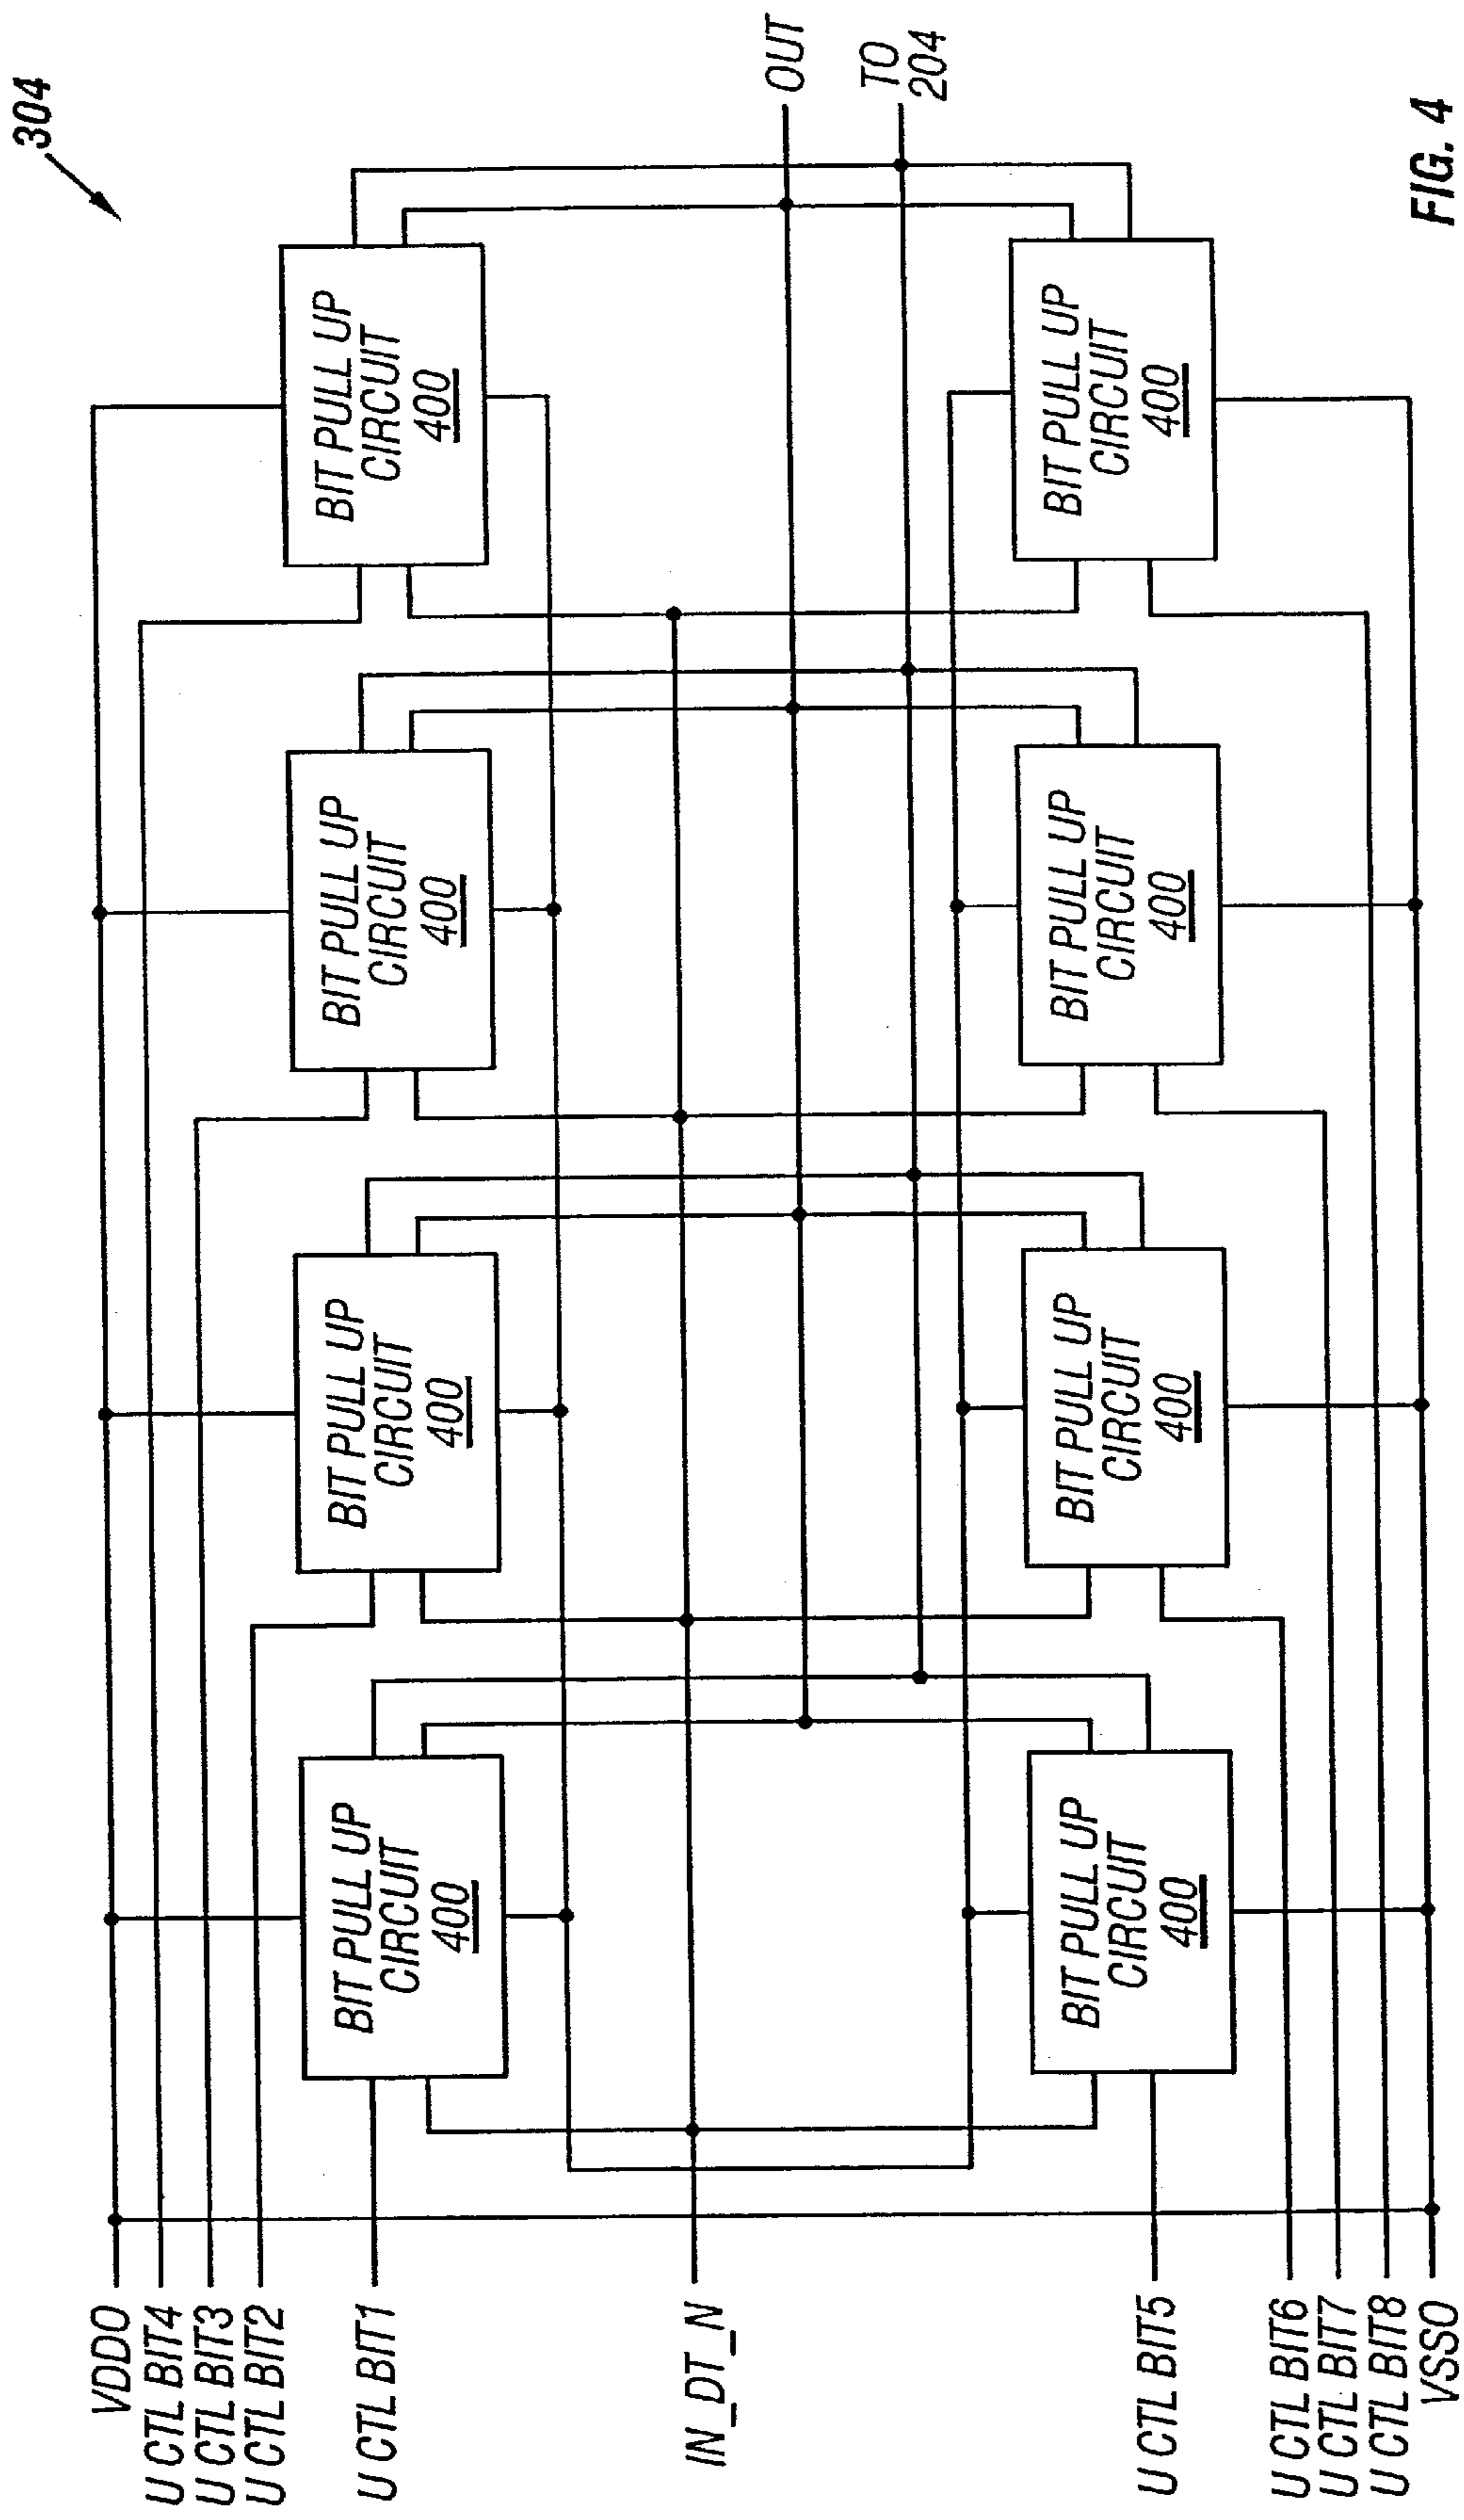 304
VDDO
U CTL BIT4
U CTL BIT3
U CTL BIT2
U CTL BIT1
IN_DT_N
U CTL BIT5
U CTL BIT6
U CTL BIT7
U CTL BIT8
VSSO
BIT PULL UP
CIRCUIT
400
BIT PULL UP
CIRCUIT
400
BIT PULL UP
CIRCUIT
400
BIT PULL UP
CIRCUIT
400
BIT PULL UP
CIRCUIT
400
BIT PULL UP
CIRCUIT
400
BIT PULL UP
CIRCUIT
400
BIT PULL UP
CIRCUIT
400
OUT
TO
204
FIG. 4